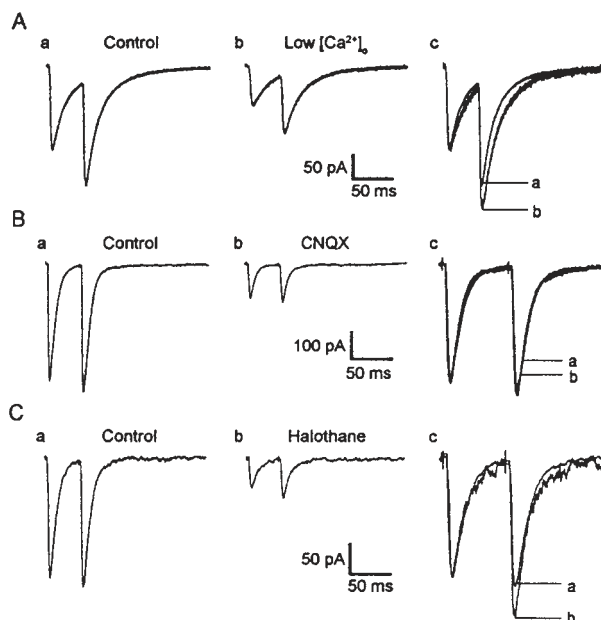 A
a Control b Low [Ca²⁺]ₒ c
50 pA
50 ms
a
b
B
a Control b CNQX c
100 pA
50 ms
a
b
C
a Control b Halothane c
50 pA
50 ms
a
b